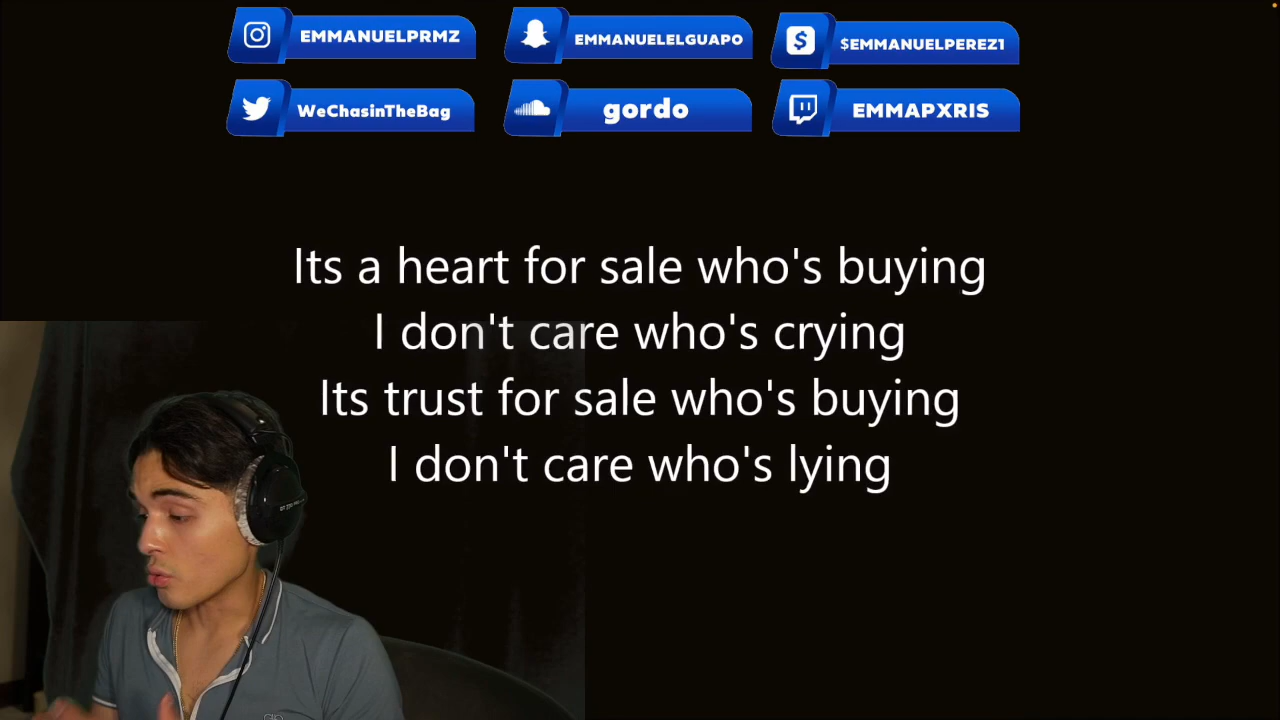 EMMANUELPRMZ
EMMANUELELGUAPO
$EMMANUELPEREZ1
WeChasinTheBag
gordo
EMMAPXRIS
Its a heart for sale who's buying
I don't care who's crying
Its trust for sale who's buying
I don't care who's lying